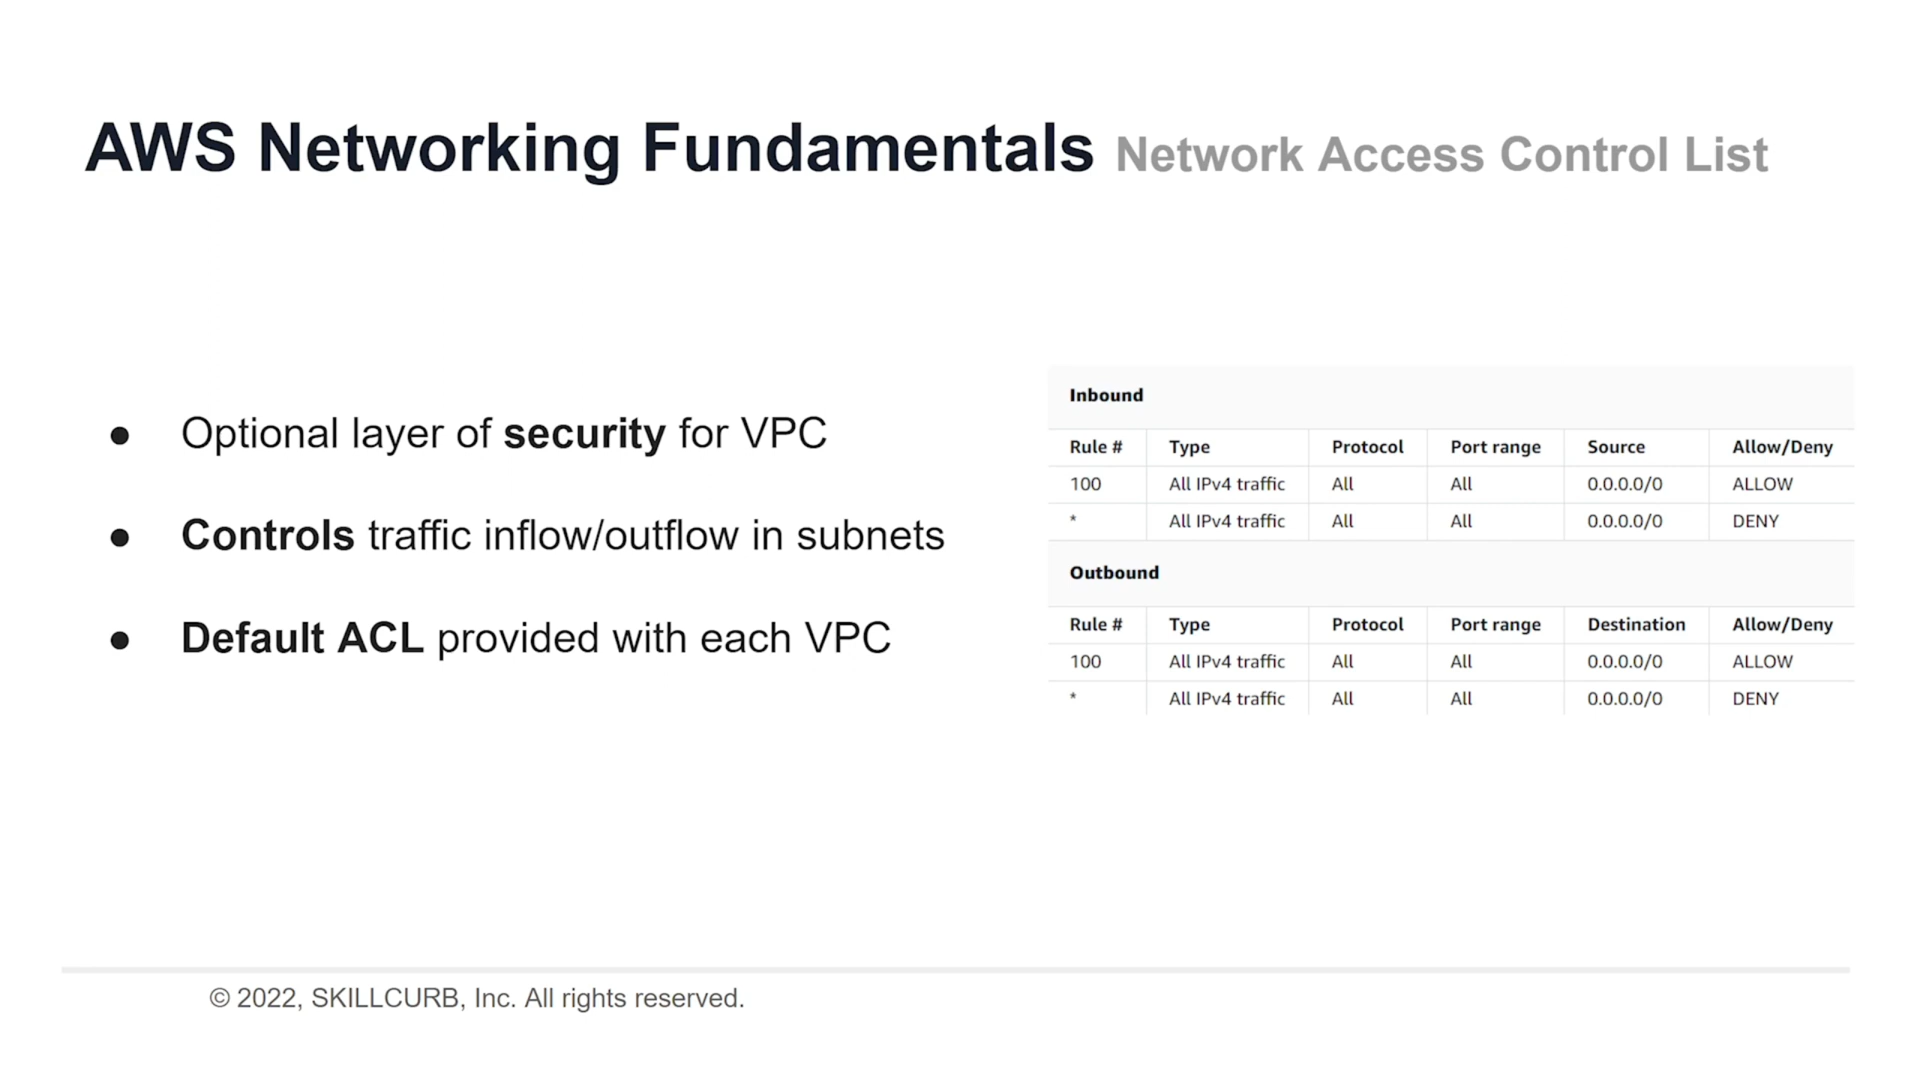 AWS Networking Fundamentals Network Access Control List
● Optional layer of security for VPC
● Controls traffic inflow/outflow in subnets
● Default ACL provided with each VPC
Inbound
Rule # Type Protocol Port range Source Allow/Deny
100 All IPv4 traffic All All 0.0.0.0/0 ALLOW
* All IPv4 traffic All All 0.0.0.0/0 DENY
Outbound
Rule # Type Protocol Port range Destination Allow/Deny
100 All IPv4 traffic All All 0.0.0.0/0 ALLOW
* All IPv4 traffic All All 0.0.0.0/0 DENY
© 2022, SKILLCURB, Inc. All rights reserved.